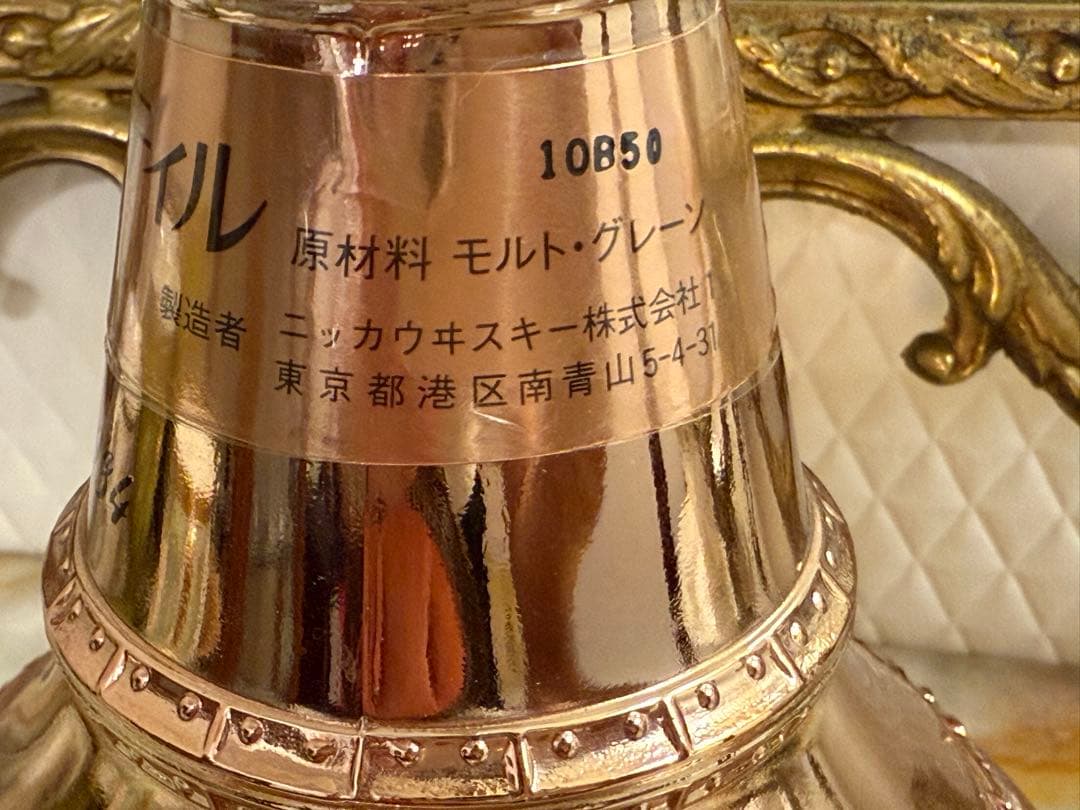 イル
10B50
原材料 モルト・グレーン
製造者 ニッカウヰスキー株式会社
東京都港区南青山5-4-31